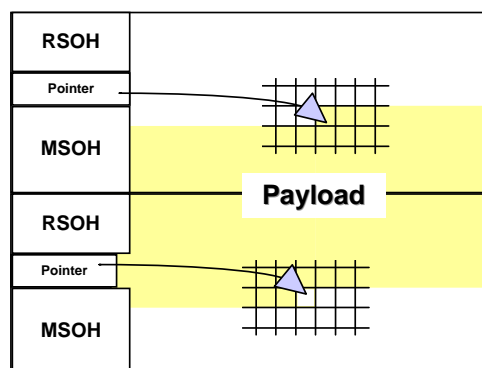 RSOH
Pointer
MSOH
Payload
RSOH
Pointer
MSOH